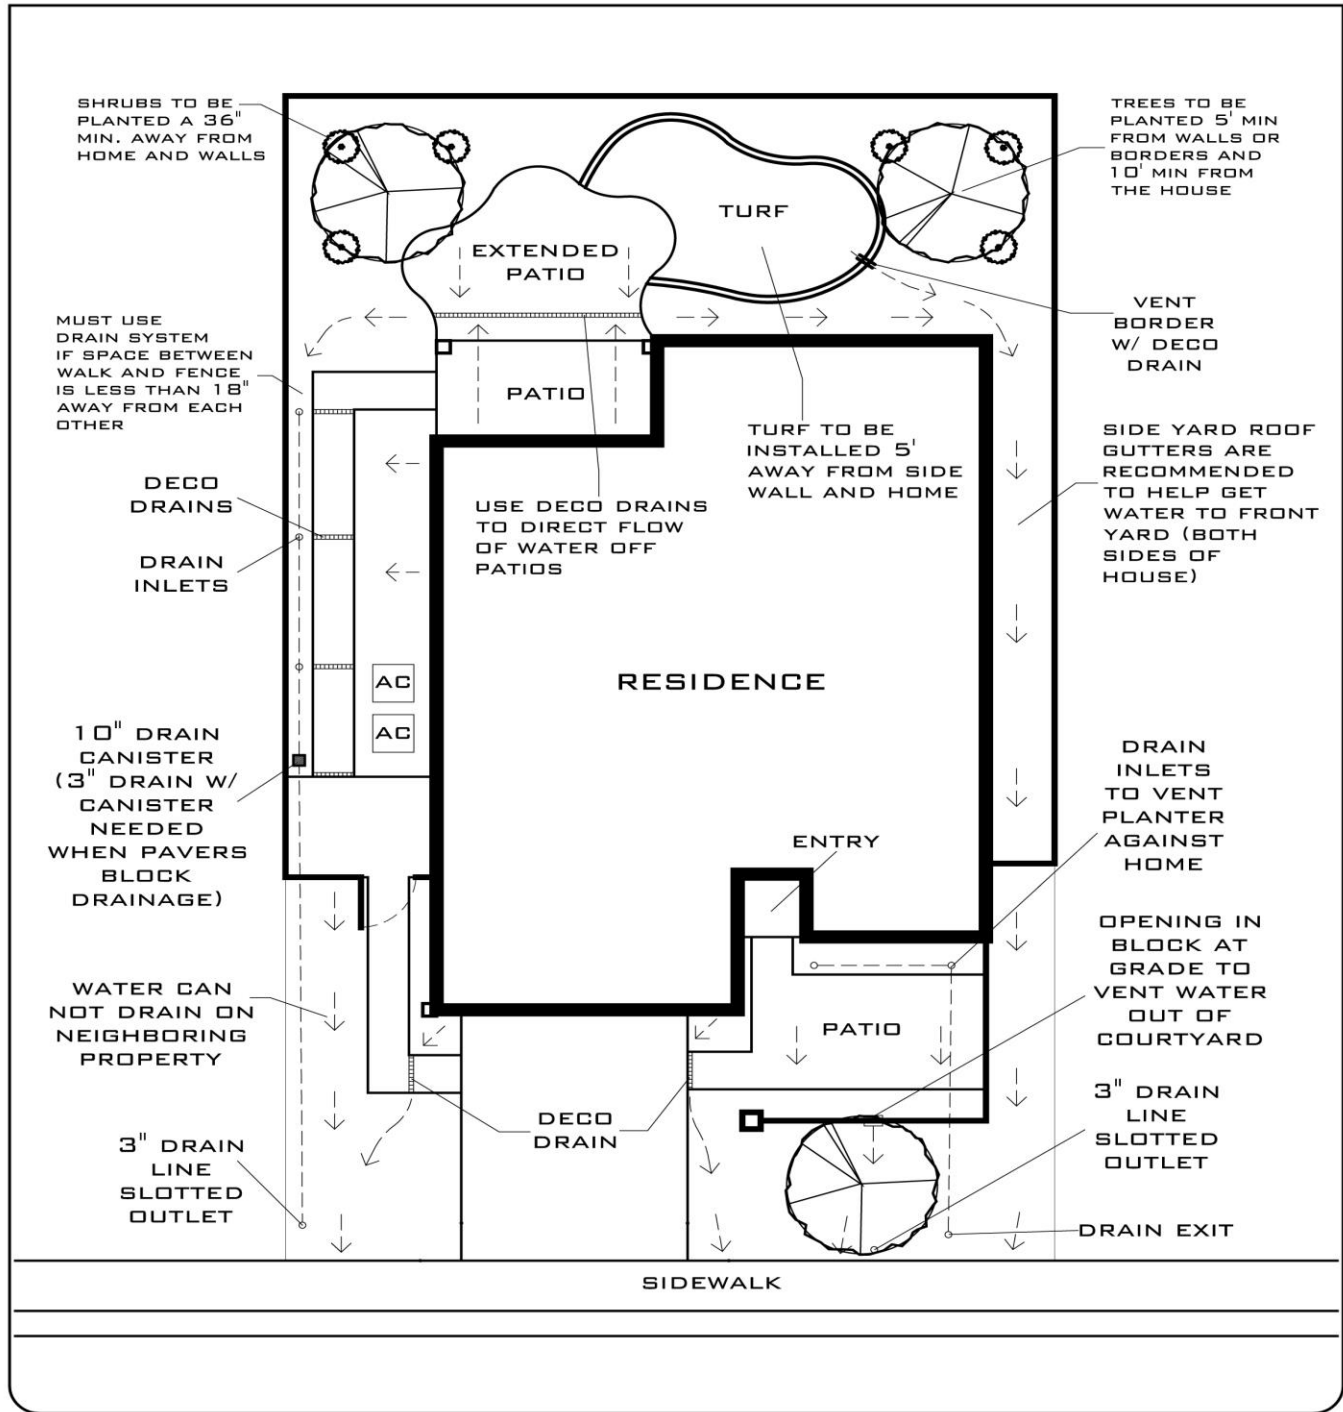 SHRUBS TO BE
PLANTED A 36"
MIN. AWAY FROM
HOME AND WALLS
TREES TO BE
PLANTED 5' MIN
FROM WALLS OR
BORDERS AND
10' MIN FROM
THE HOUSE
TURF
EXTENDED
PATIO
MUST USE
DRAIN SYSTEM
IF SPACE BETWEEN
WALK AND FENCE
IS LESS THAN 18"
AWAY FROM EACH
OTHER
VENT
BORDER
W/ DECO
DRAIN
PATIO
TURF TO BE
INSTALLED 5'
AWAY FROM SIDE
WALL AND HOME
SIDE YARD ROOF
GUTTERS ARE
RECOMMENDED
TO HELP GET
WATER TO FRONT
YARD (BOTH
SIDES OF
HOUSE)
DECO
DRAINS
USE DECO DRAINS
TO DIRECT FLOW
OF WATER OFF
PATIOS
DRAIN
INLETS
RESIDENCE
AC
AC
10" DRAIN
CANISTER
(3" DRAIN W/
CANISTER
NEEDED
WHEN PAVERS
BLOCK
DRAINAGE)
DRAIN
INLETS
TO VENT
PLANTER
AGAINST
HOME
ENTRY
OPENING IN
BLOCK AT
GRADE TO
VENT WATER
OUT OF
COURTYARD
WATER CAN
NOT DRAIN ON
NEIGHBORING
PROPERTY
PATIO
3" DRAIN
LINE
SLOTTED
OUTLET
DECO
DRAIN
3" DRAIN
LINE
SLOTTED
OUTLET
DRAIN EXIT
SIDEWALK